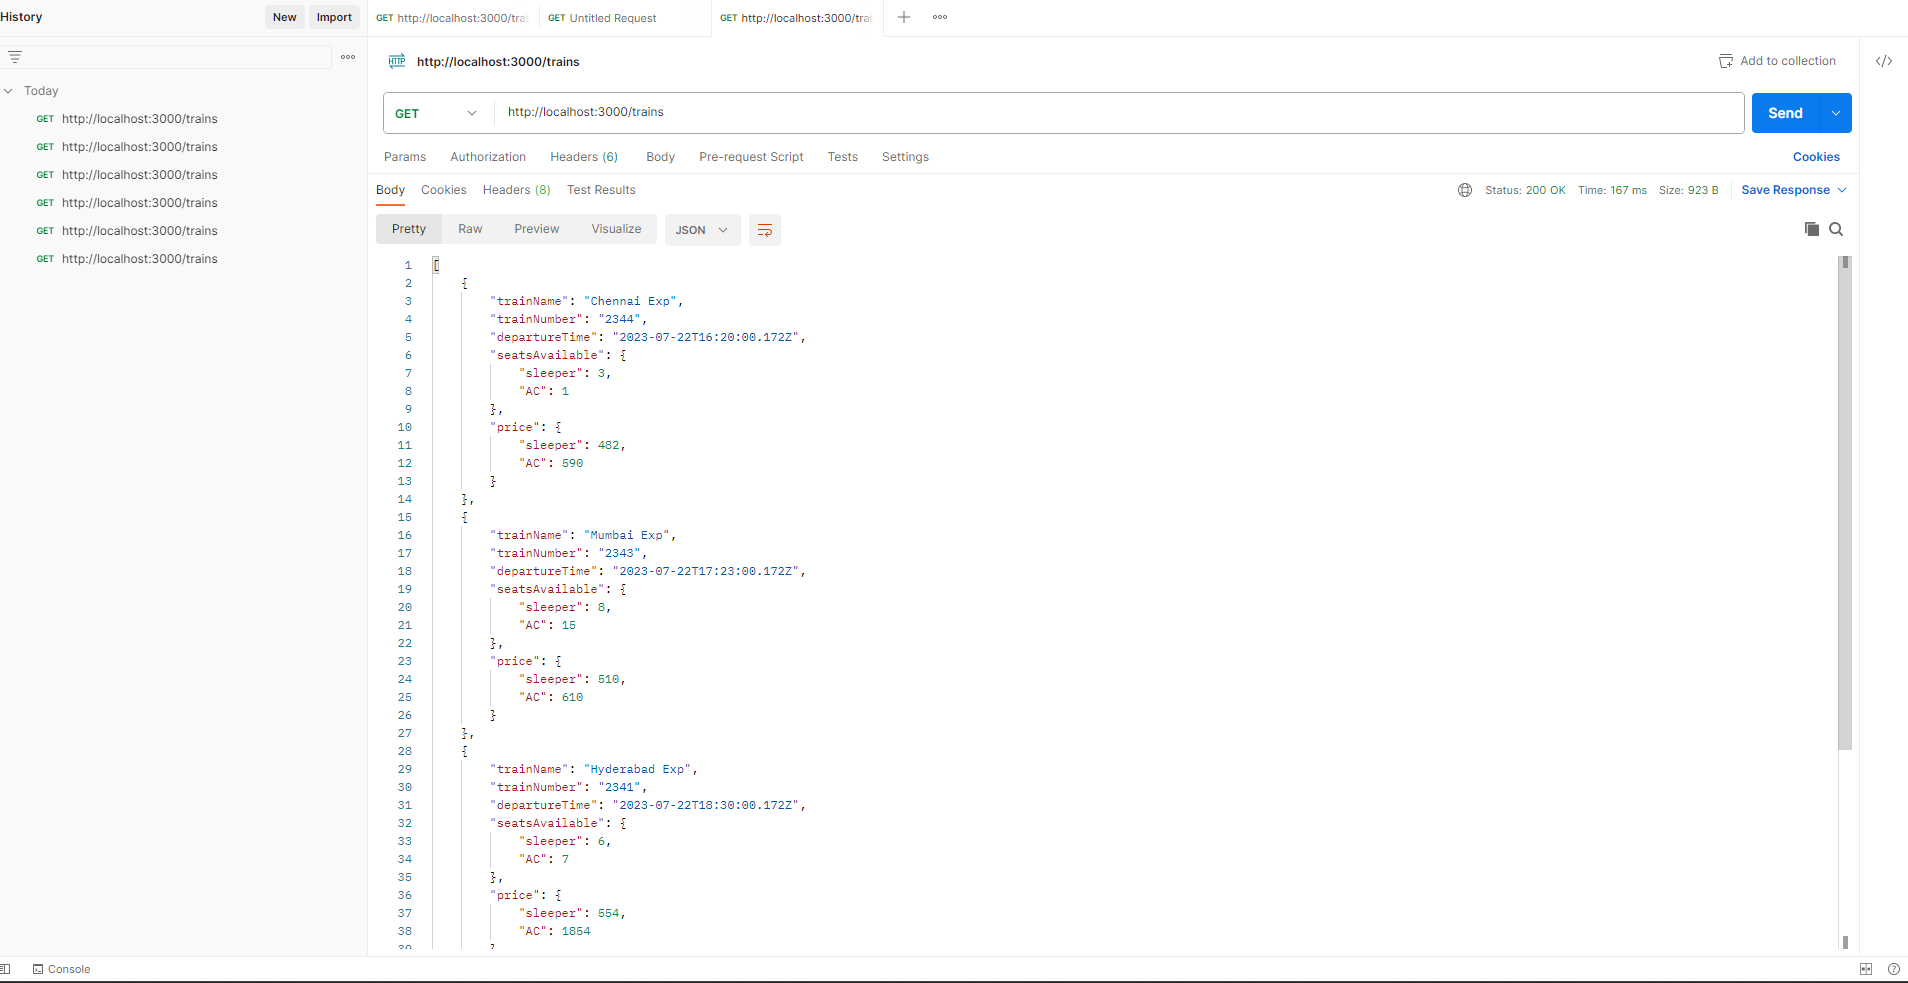 History
New
Import
GET http://localhost:3000/trai
GET Untitled Request
GET http://localhost:3000/trai
Today
GET http://localhost:3000/trains
GET http://localhost:3000/trains
GET http://localhost:3000/trains
GET http://localhost:3000/trains
GET http://localhost:3000/trains
GET http://localhost:3000/trains
HTTP http://localhost:3000/trains
Add to collection
</>
GET http://localhost:3000/trains
Send
Params Authorization Headers (6) Body Pre-request Script Tests Settings
Cookies
Body Cookies Headers (8) Test Results
Status: 200 OK Time: 167 ms Size: 923 B Save Response
Pretty Raw Preview Visualize JSON
1 [
2 {
3 "trainName": "Chennai Exp",
4 "trainNumber": "2344",
5 "departureTime": "2023-07-22T16:20:00.172Z",
6 "seatsAvailable": {
7 "sleeper": 3,
8 "AC": 1
9 },
10 "price": {
11 "sleeper": 482,
12 "AC": 590
13 }
14 },
15 {
16 "trainName": "Mumbai Exp",
17 "trainNumber": "2343",
18 "departureTime": "2023-07-22T17:23:00.172Z",
19 "seatsAvailable": {
20 "sleeper": 8,
21 "AC": 15
22 },
23 "price": {
24 "sleeper": 510,
25 "AC": 610
26 }
27 },
28 {
29 "trainName": "Hyderabad Exp",
30 "trainNumber": "2341",
31 "departureTime": "2023-07-22T18:30:00.172Z",
32 "seatsAvailable": {
33 "sleeper": 6,
34 "AC": 7
35 },
36 "price": {
37 "sleeper": 554,
38 "AC": 1854
39 }
Console